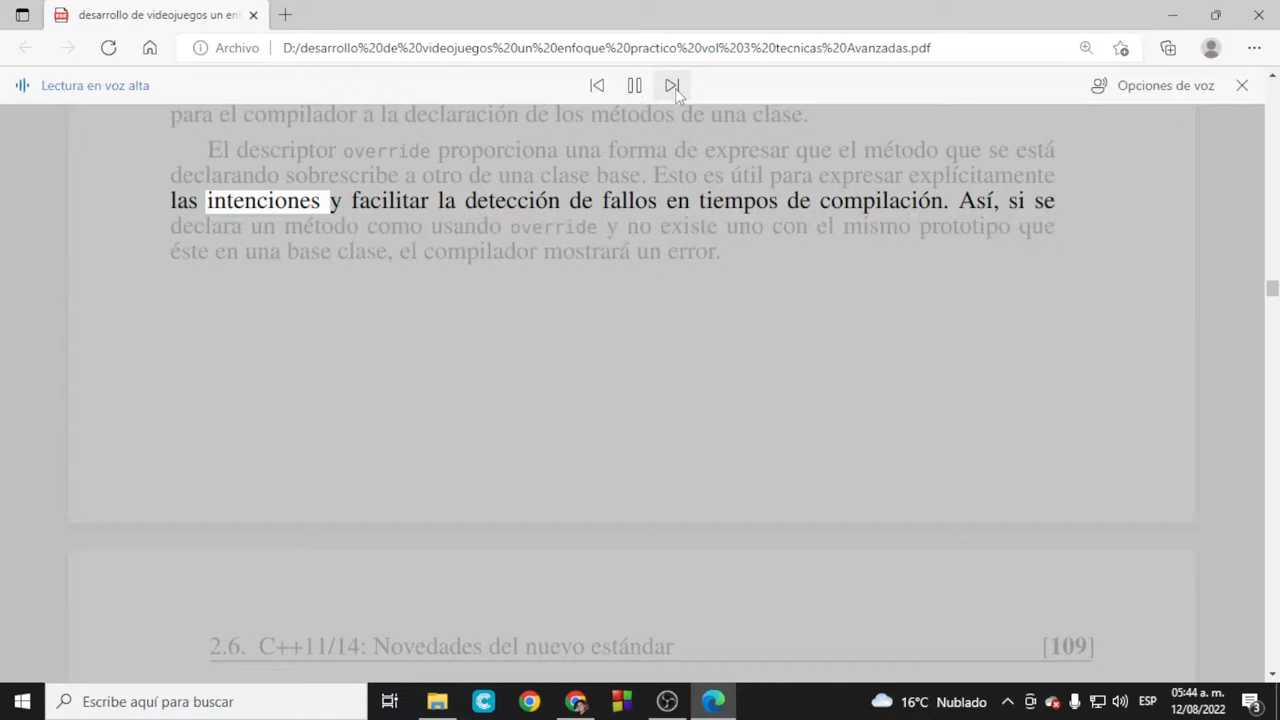 desarrollo de videojuegos un en
Archivo
D:/desarrollo%20de%20videojuegos%20un%20enfoque%20practico%20vol%203%20tecnicas%20Avanzadas.pdf
Lectura en voz alta
Opciones de voz
para el compilador a la declaración de los métodos de una clase.
El descriptor override proporciona una forma de expresar que el método que se está
declarando sobrescribe a otro de una clase base. Esto es útil para expresar explícitamente
las intenciones y facilitar la detección de fallos en tiempos de compilación. Así, si se
declara un método como usando override y no existe uno con el mismo prototipo que
éste en una base clase, el compilador mostrará un error.
2.6. C++11/14: Novedades del nuevo estándar [109]
Escribe aquí para buscar
16°C Nublado
ESP
05:44 a. m.
12/08/2022
3